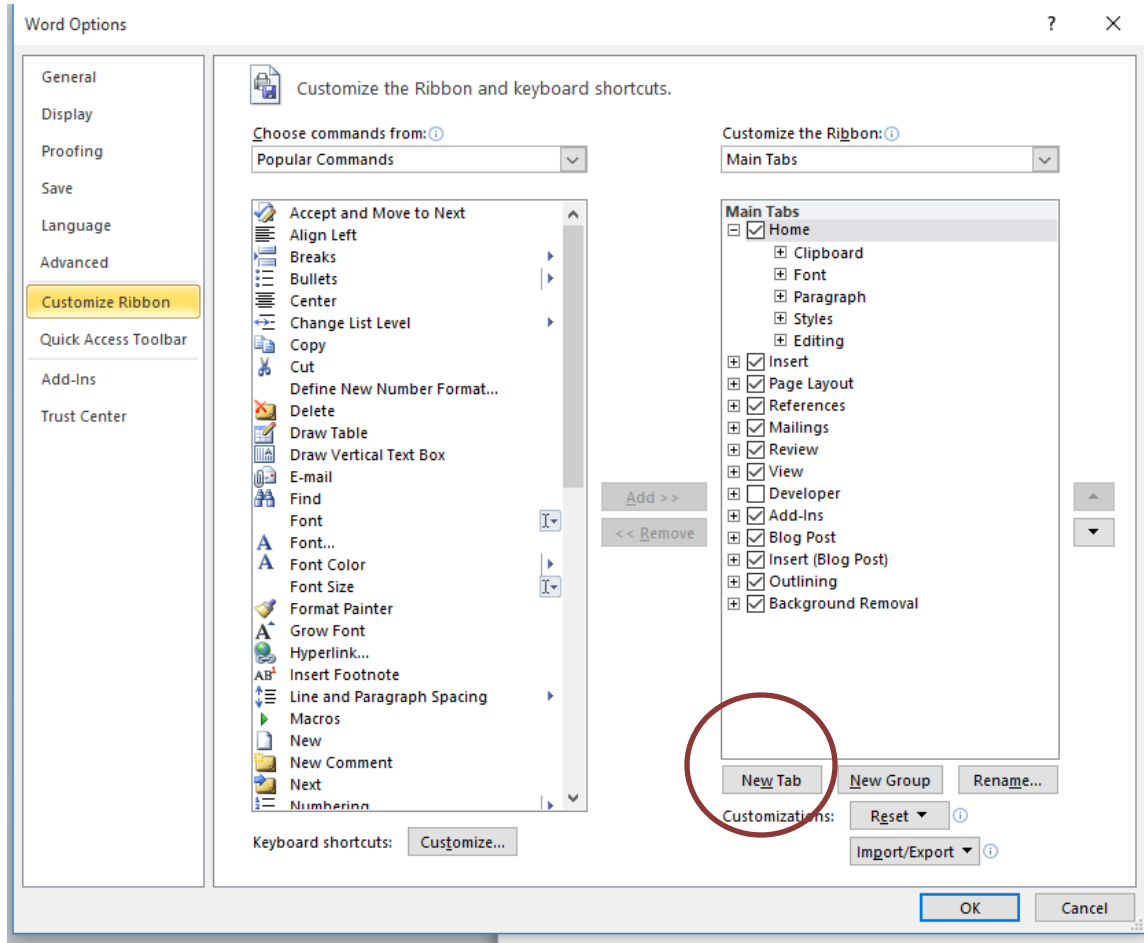 Word Options
?
General
Display
Proofing
Save
Language
Advanced
Customize Ribbon
Quick Access Toolbar
Add-Ins
Trust Center
Customize the Ribbon and keyboard shortcuts.
Choose commands from:
Popular Commands
Accept and Move to Next
Align Left
Breaks
Bullets
Center
Change List Level
Copy
Cut
Define New Number Format...
Delete
Draw Table
Draw Vertical Text Box
E-mail
Find
Font
Font...
Font Color
Font Size
Format Painter
Grow Font
Hyperlink...
Insert Footnote
Line and Paragraph Spacing
Macros
New
New Comment
Next
Numbering
Keyboard shortcuts: Customize...
Add >>
<< Remove
Customize the Ribbon:
Main Tabs
Main Tabs
Home
Clipboard
Font
Paragraph
Styles
Editing
Insert
Page Layout
References
Mailings
Review
View
Developer
Add-Ins
Blog Post
Insert (Blog Post)
Outlining
Background Removal
New Tab New Group Rename...
Customizations: Reset
Import/Export
OK Cancel